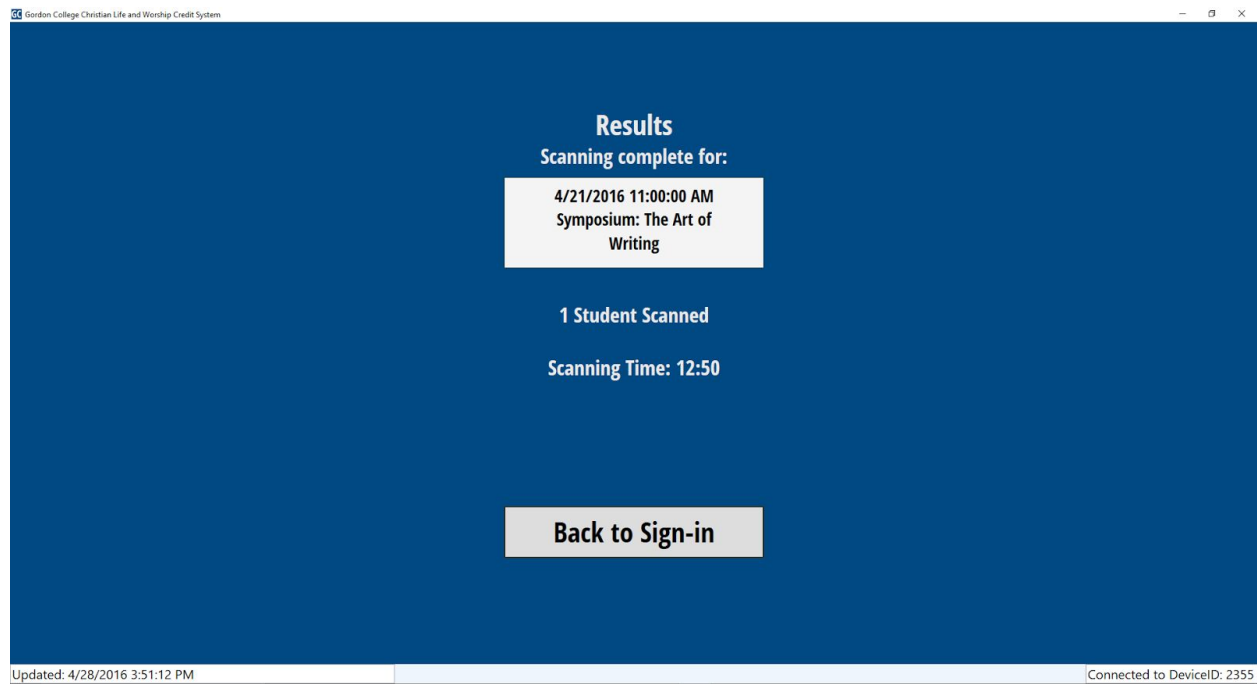 GC Gordon College Christian Life and Worship Credit System
Results
Scanning complete for:
4/21/2016 11:00:00 AM
Symposium: The Art of
Writing
1 Student Scanned
Scanning Time: 12:50
Back to Sign-in
Updated: 4/28/2016 3:51:12 PM
Connected to DeviceID: 2355